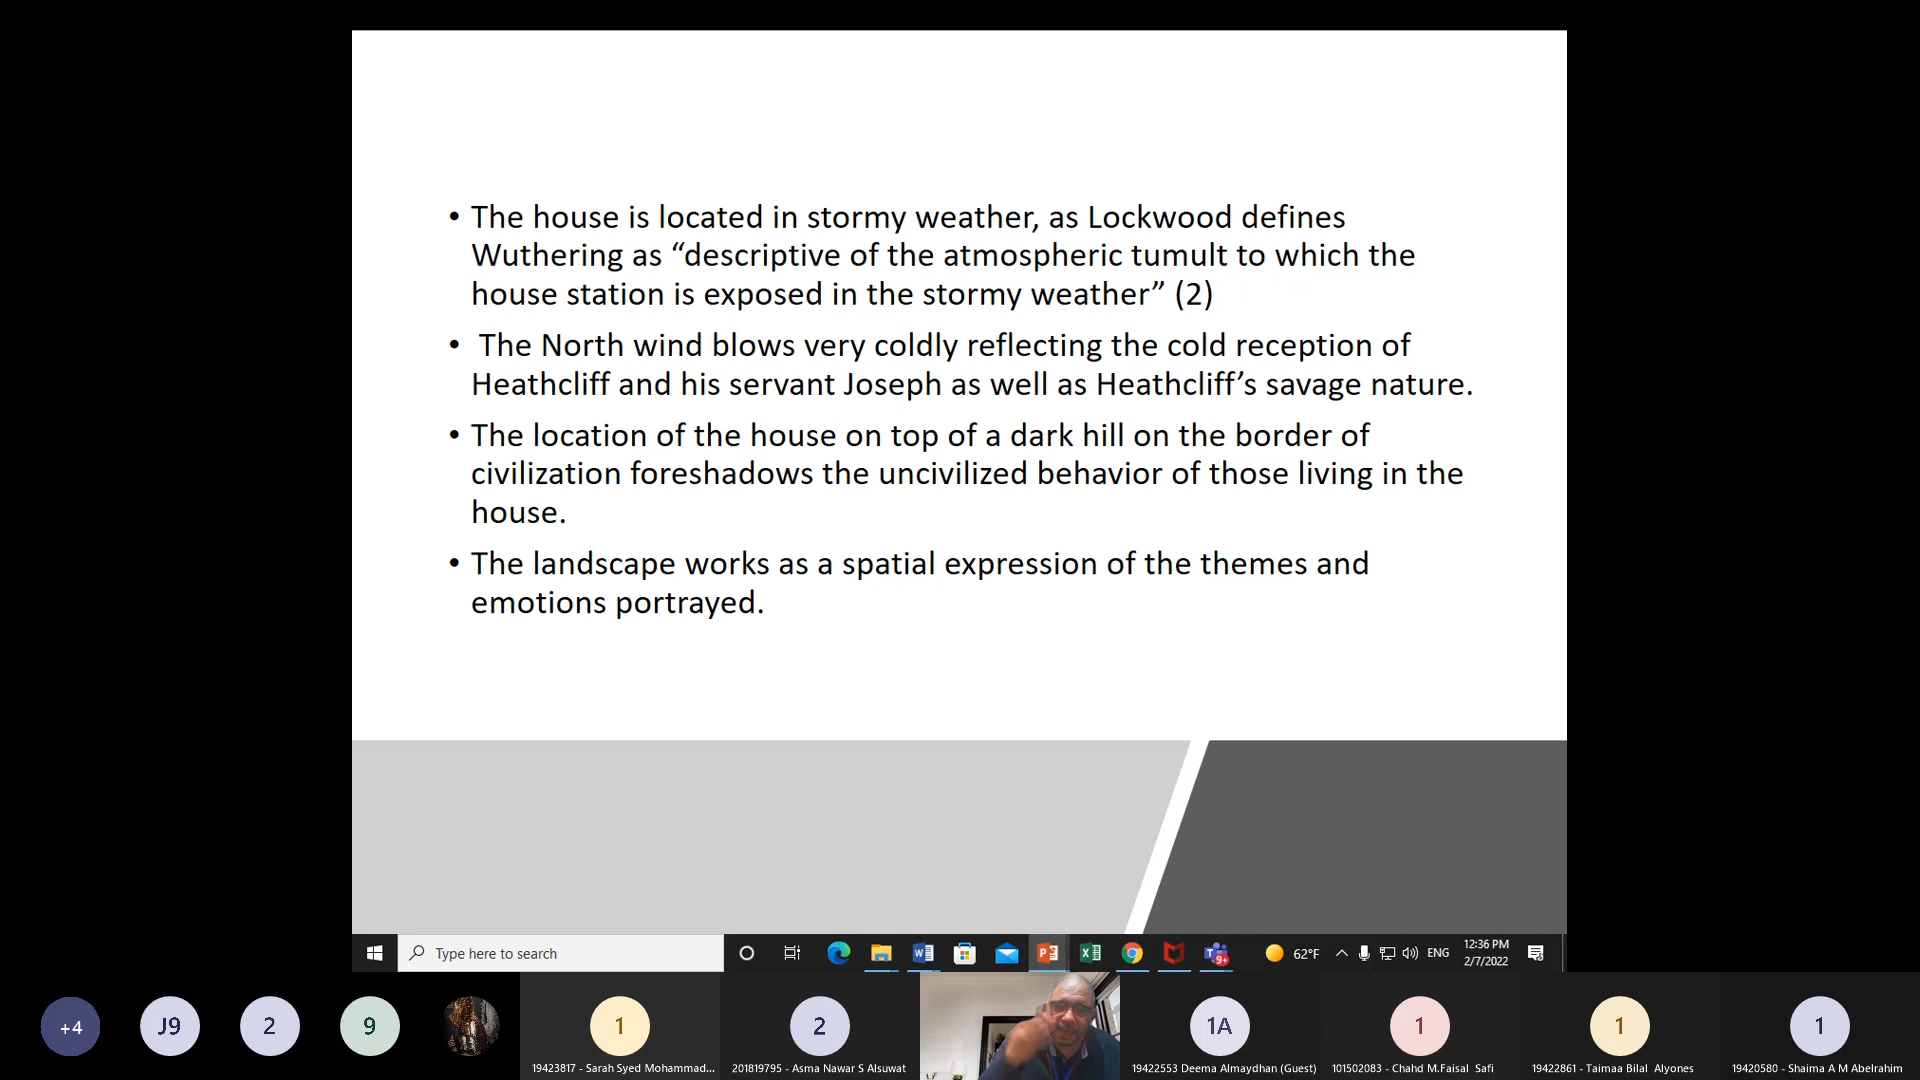 • The house is located in stormy weather, as Lockwood defines
Wuthering as “descriptive of the atmospheric tumult to which the
house station is exposed in the stormy weather” (2)
• The North wind blows very coldly reflecting the cold reception of
Heathcliff and his servant Joseph as well as Heathcliff’s savage nature.
• The location of the house on top of a dark hill on the border of
civilization foreshadows the uncivilized behavior of those living in the
house.
• The landscape works as a spatial expression of the themes and
emotions portrayed.
Type here to search
9+
62°F
ENG
12:36 PM
2/7/2022
+4
J9
2
9
1
2
1A
1
1
1
19423817 - Sarah Syed Mohammad...
201819795 - Asma Nawar S Alsuwat
19422553 Deema Almaydhan (Guest)
101502083 - Chahd M.Faisal Safi
19422861 - Taimaa Bilal Alyones
19420580 - Shaima A M Abelrahim